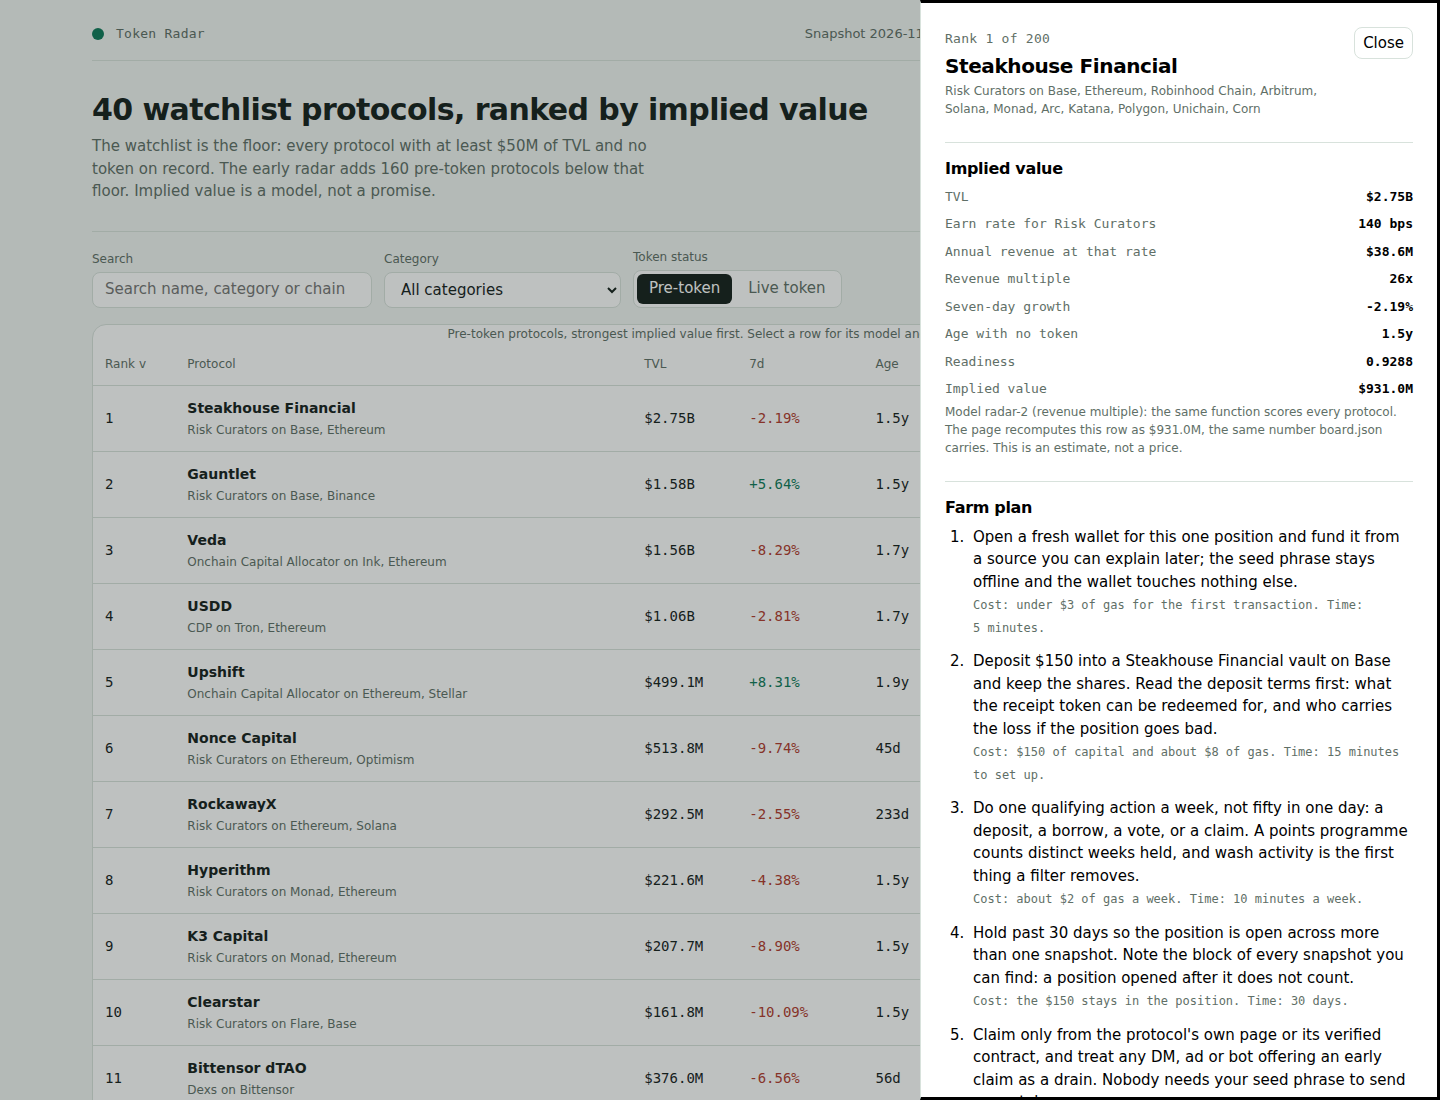 Token Radar
Snapshot 2026-11
40 watchlist protocols, ranked by implied value
The watchlist is the floor: every protocol with at least $50M of TVL and no
token on record. The early radar adds 160 pre-token protocols below that
floor. Implied value is a model, not a promise.
Search
Category
Token status
Search name, category or chain
All categories
Pre-token
Live token
Pre-token protocols, strongest implied value first. Select a row for its model an
Rank v Protocol TVL 7d Age
1 Steakhouse Financial $2.75B -2.19% 1.5y
Risk Curators on Base, Ethereum
2 Gauntlet $1.58B +5.64% 1.5y
Risk Curators on Base, Binance
3 Veda $1.56B -8.29% 1.7y
Onchain Capital Allocator on Ink, Ethereum
4 USDD $1.06B -2.81% 1.7y
CDP on Tron, Ethereum
5 Upshift $499.1M +8.31% 1.9y
Onchain Capital Allocator on Ethereum, Stellar
6 Nonce Capital $513.8M -9.74% 45d
Risk Curators on Ethereum, Optimism
7 RockawayX $292.5M -2.55% 233d
Risk Curators on Ethereum, Solana
8 Hyperithm $221.6M -4.38% 1.5y
Risk Curators on Monad, Ethereum
9 K3 Capital $207.7M -8.90% 1.5y
Risk Curators on Monad, Ethereum
10 Clearstar $161.8M -10.09% 1.5y
Risk Curators on Flare, Base
11 Bittensor dTAO $376.0M -6.56% 56d
Dexs on Bittensor
Rank 1 of 200
Close
Steakhouse Financial
Risk Curators on Base, Ethereum, Robinhood Chain, Arbitrum,
Solana, Monad, Arc, Katana, Polygon, Unichain, Corn
Implied value
TVL $2.75B
Earn rate for Risk Curators 140 bps
Annual revenue at that rate $38.6M
Revenue multiple 26x
Seven-day growth -2.19%
Age with no token 1.5y
Readiness 0.9288
Implied value $931.0M
Model radar-2 (revenue multiple): the same function scores every protocol.
The page recomputes this row as $931.0M, the same number board.json
carries. This is an estimate, not a price.
Farm plan
1. Open a fresh wallet for this one position and fund it from
a source you can explain later; the seed phrase stays
offline and the wallet touches nothing else.
Cost: under $3 of gas for the first transaction. Time:
5 minutes.
2. Deposit $150 into a Steakhouse Financial vault on Base
and keep the shares. Read the deposit terms first: what
the receipt token can be redeemed for, and who carries
the loss if the position goes bad.
Cost: $150 of capital and about $8 of gas. Time: 15 minutes
to set up.
3. Do one qualifying action a week, not fifty in one day: a
deposit, a borrow, a vote, or a claim. A points programme
counts distinct weeks held, and wash activity is the first
thing a filter removes.
Cost: about $2 of gas a week. Time: 10 minutes a week.
4. Hold past 30 days so the position is open across more
than one snapshot. Note the block of every snapshot you
can find: a position opened after it does not count.
Cost: the $150 stays in the position. Time: 30 days.
5. Claim only from the protocol's own page or its verified
contract, and treat any DM, ad or bot offering an early
claim as a drain. Nobody needs your seed phrase to send